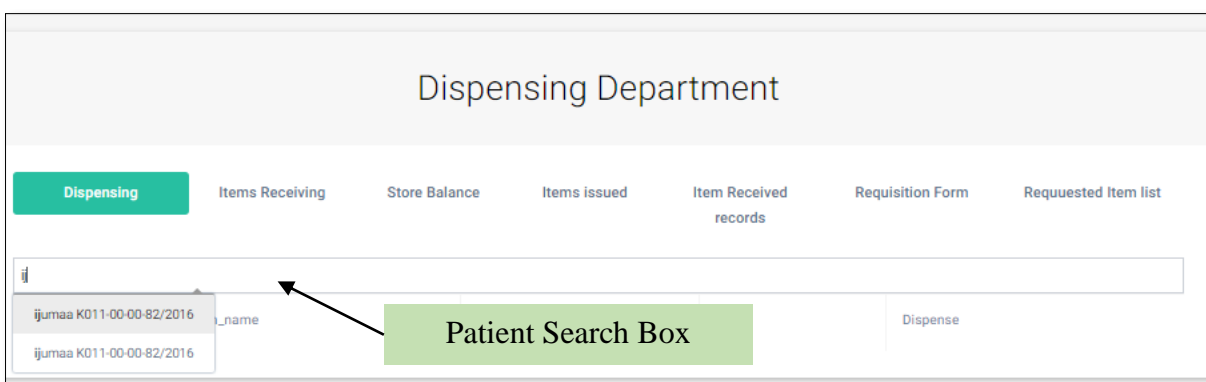 Dispensing Department
Dispensing Items Receiving Store Balance Items issued Item Received Requisition Form Requuested Item list
records
ij
ijumaa K011-00-00-82/2016
_name Dispense
Patient Search Box
ijumaa K011-00-00-82/2016